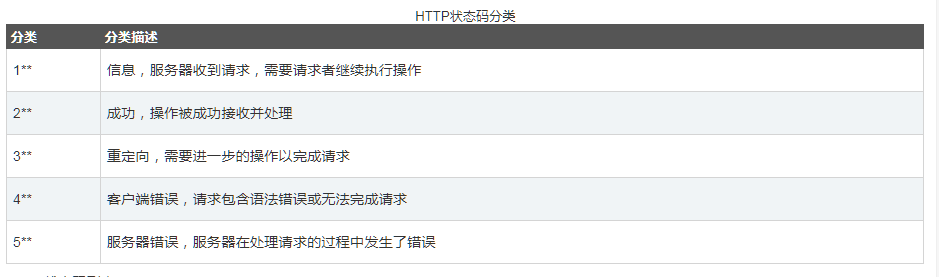 HTTP状态码分类
分类 分类描述
1** 信息，服务器收到请求，需要请求者继续执行操作
2** 成功，操作被成功接收并处理
3** 重定向，需要进一步的操作以完成请求
4** 客户端错误，请求包含语法错误或无法完成请求
5** 服务器错误，服务器在处理请求的过程中发生了错误